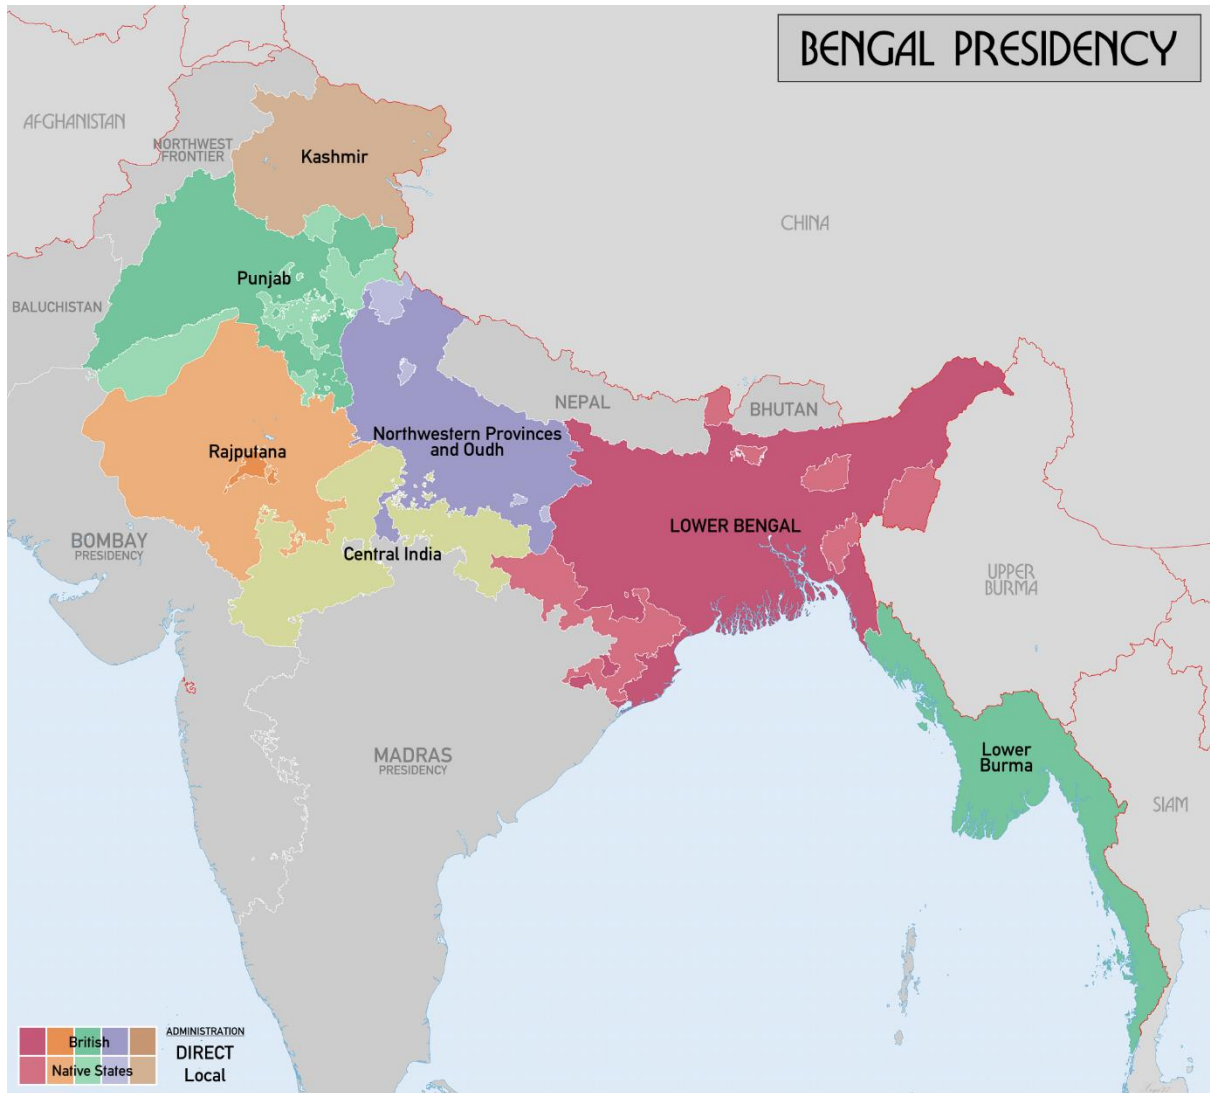 BENGAL PRESIDENCY
AFGHANISTAN
NORTHWEST
FRONTIER
Kashmir
CHINA
Punjab
BALUCHISTAN
NEPAL
BHUTAN
Northwestern Provinces
and Oudh
Rajputana
LOWER BENGAL
BOMBAY
PRESIDENCY
Central India
UPPER
BURMA
MADRAS
PRESIDENCY
Lower
Burma
SIAM
British
Native States
ADMINISTRATION
DIRECT
Local